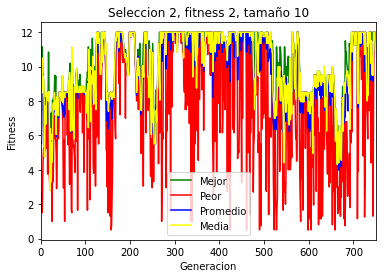 Seleccion 2, fitness 2, tamaño 10
12
10
8
6
4
2
0
Fitness
Mejor
Peor
Promedio
Media
0 100 200 300 400 500 600 700
Generacion